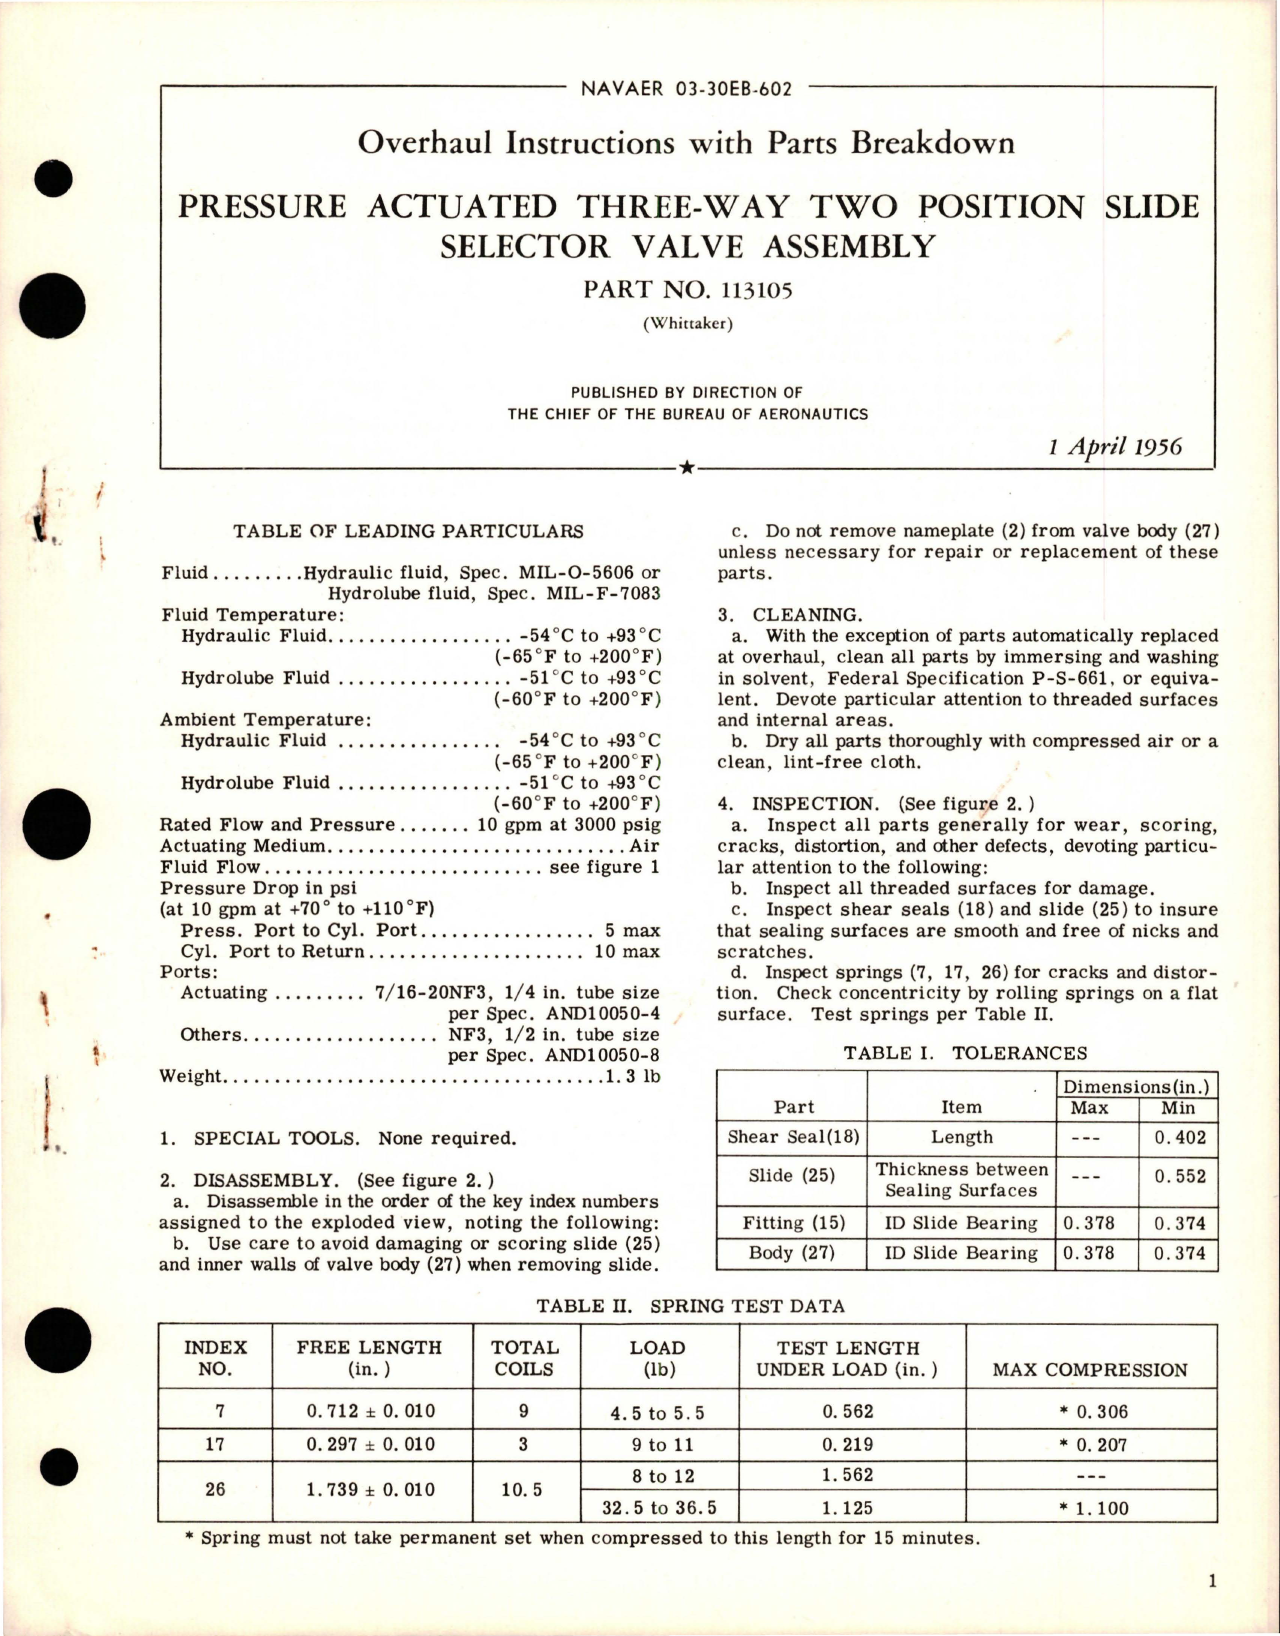 NAVAER 03-30EB-602
Overhaul Instructions with Parts Breakdown
PRESSURE ACTUATED THREE-WAY TWO POSITION SLIDE
SELECTOR VALVE ASSEMBLY
PART NO. 113105
(Whittaker)
PUBLISHED BY DIRECTION OF
THE CHIEF OF THE BUREAU OF AERONAUTICS
1 April 1956
TABLE OF LEADING PARTICULARS
Fluid.........Hydraulic fluid, Spec. MIL-O-5606 or
Hydrolube fluid, Spec. MIL-F-7083
Fluid Temperature:
Hydraulic Fluid.................. -54°C to +93°C
(-65°F to +200°F)
Hydrolube Fluid ................. -51°C to +93°C
(-60°F to +200°F)
Ambient Temperature:
Hydraulic Fluid ................ -54°C to +93°C
(-65°F to +200°F)
Hydrolube Fluid ................. -51°C to +93°C
(-60°F to +200°F)
Rated Flow and Pressure....... 10 gpm at 3000 psig
Actuating Medium............................. Air
Fluid Flow........................... see figure 1
Pressure Drop in psi
(at 10 gpm at +70° to +110°F)
Press. Port to Cyl. Port................. 5 max
Cyl. Port to Return..................... 10 max
Ports:
Actuating ......... 7/16-20NF3, 1/4 in. tube size
per Spec. AND10050-4
Others................... NF3, 1/2 in. tube size
per Spec. AND10050-8
Weight.....................................1.3 lb
1. SPECIAL TOOLS. None required.
2. DISASSEMBLY. (See figure 2.)
a. Disassemble in the order of the key index numbers
assigned to the exploded view, noting the following:
b. Use care to avoid damaging or scoring slide (25)
and inner walls of valve body (27) when removing slide.
c. Do not remove nameplate (2) from valve body (27)
unless necessary for repair or replacement of these
parts.
3. CLEANING.
a. With the exception of parts automatically replaced
at overhaul, clean all parts by immersing and washing
in solvent, Federal Specification P-S-661, or equiva-
lent. Devote particular attention to threaded surfaces
and internal areas.
b. Dry all parts thoroughly with compressed air or a
clean, lint-free cloth.
4. INSPECTION. (See figure 2.)
a. Inspect all parts generally for wear, scoring,
cracks, distortion, and other defects, devoting particu-
lar attention to the following:
b. Inspect all threaded surfaces for damage.
c. Inspect shear seals (18) and slide (25) to insure
that sealing surfaces are smooth and free of nicks and
scratches.
d. Inspect springs (7, 17, 26) for cracks and distor-
tion. Check concentricity by rolling springs on a flat
surface. Test springs per Table II.
TABLE I. TOLERANCES
Dimensions(in.)
Part Item Max Min
Shear Seal(18) Length --- 0.402
Slide (25) Thickness between Sealing Surfaces --- 0.552
Fitting (15) ID Slide Bearing 0.378 0.374
Body (27) ID Slide Bearing 0.378 0.374
TABLE II. SPRING TEST DATA
INDEX NO. FREE LENGTH (in.) TOTAL COILS LOAD (lb) TEST LENGTH UNDER LOAD (in.) MAX COMPRESSION
7 0.712 ± 0.010 9 4.5 to 5.5 0.562 * 0.306
17 0.297 ± 0.010 3 9 to 11 0.219 * 0.207
26 1.739 ± 0.010 10.5 8 to 12 1.562 ---
32.5 to 36.5 1.125 * 1.100
* Spring must not take permanent set when compressed to this length for 15 minutes.
1